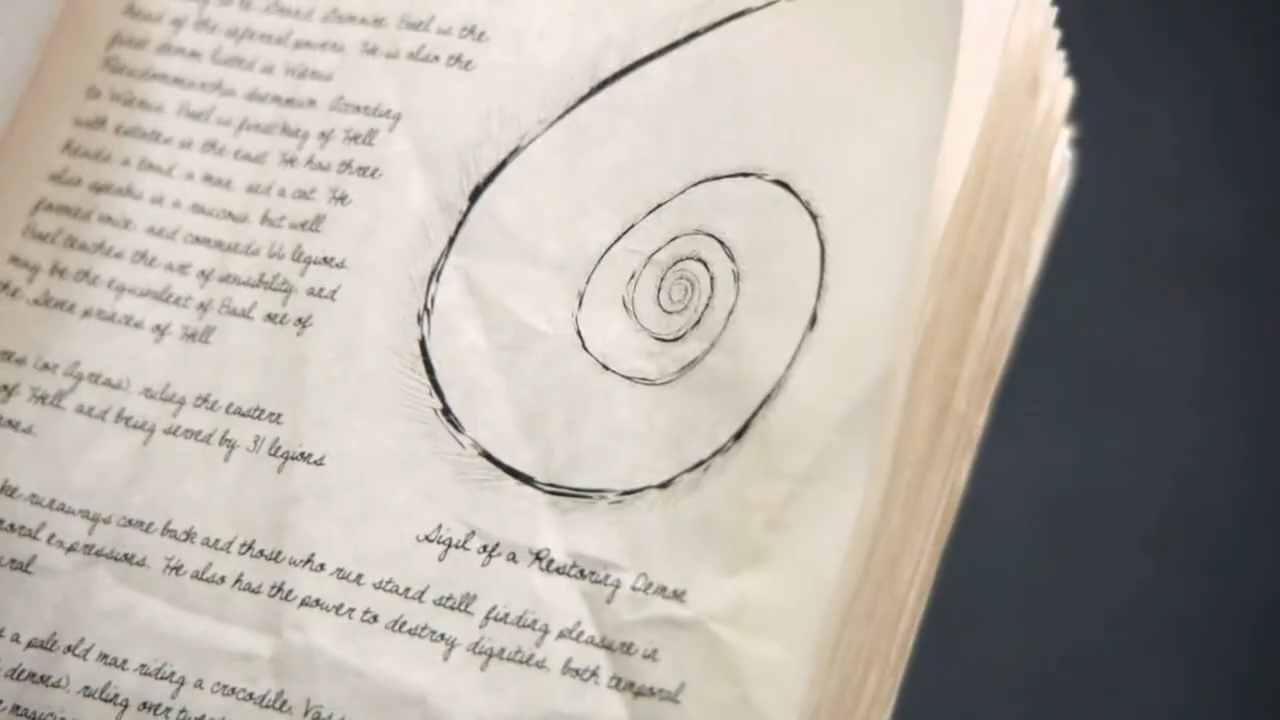 Grand Grimoire Bael is the
head of the infernal powers. He is also the
first demon listed in Wierus
Pseudomonarchia daemonum. According
to Wierus, Bael is first king of Hell
with estates in the east. He has three
heads: a toad, a man, and a cat. He
also speaks in a raucous, but well
formed voice, and commands 66 legions.
Bael teaches the art of invisibility, and
may be the equivalent of Baal, one of
the Seven princes of Hell.
(or Agreas), ruling the eastern
of Hell, and being served by 31 legions
runaways come back and those who run stand still, finding pleasure in
expressions. He also has the power to destroy dignities, both temporal
Sigil of a Restoring Demon
a pale old man riding a crocodile.
demons), ruling over